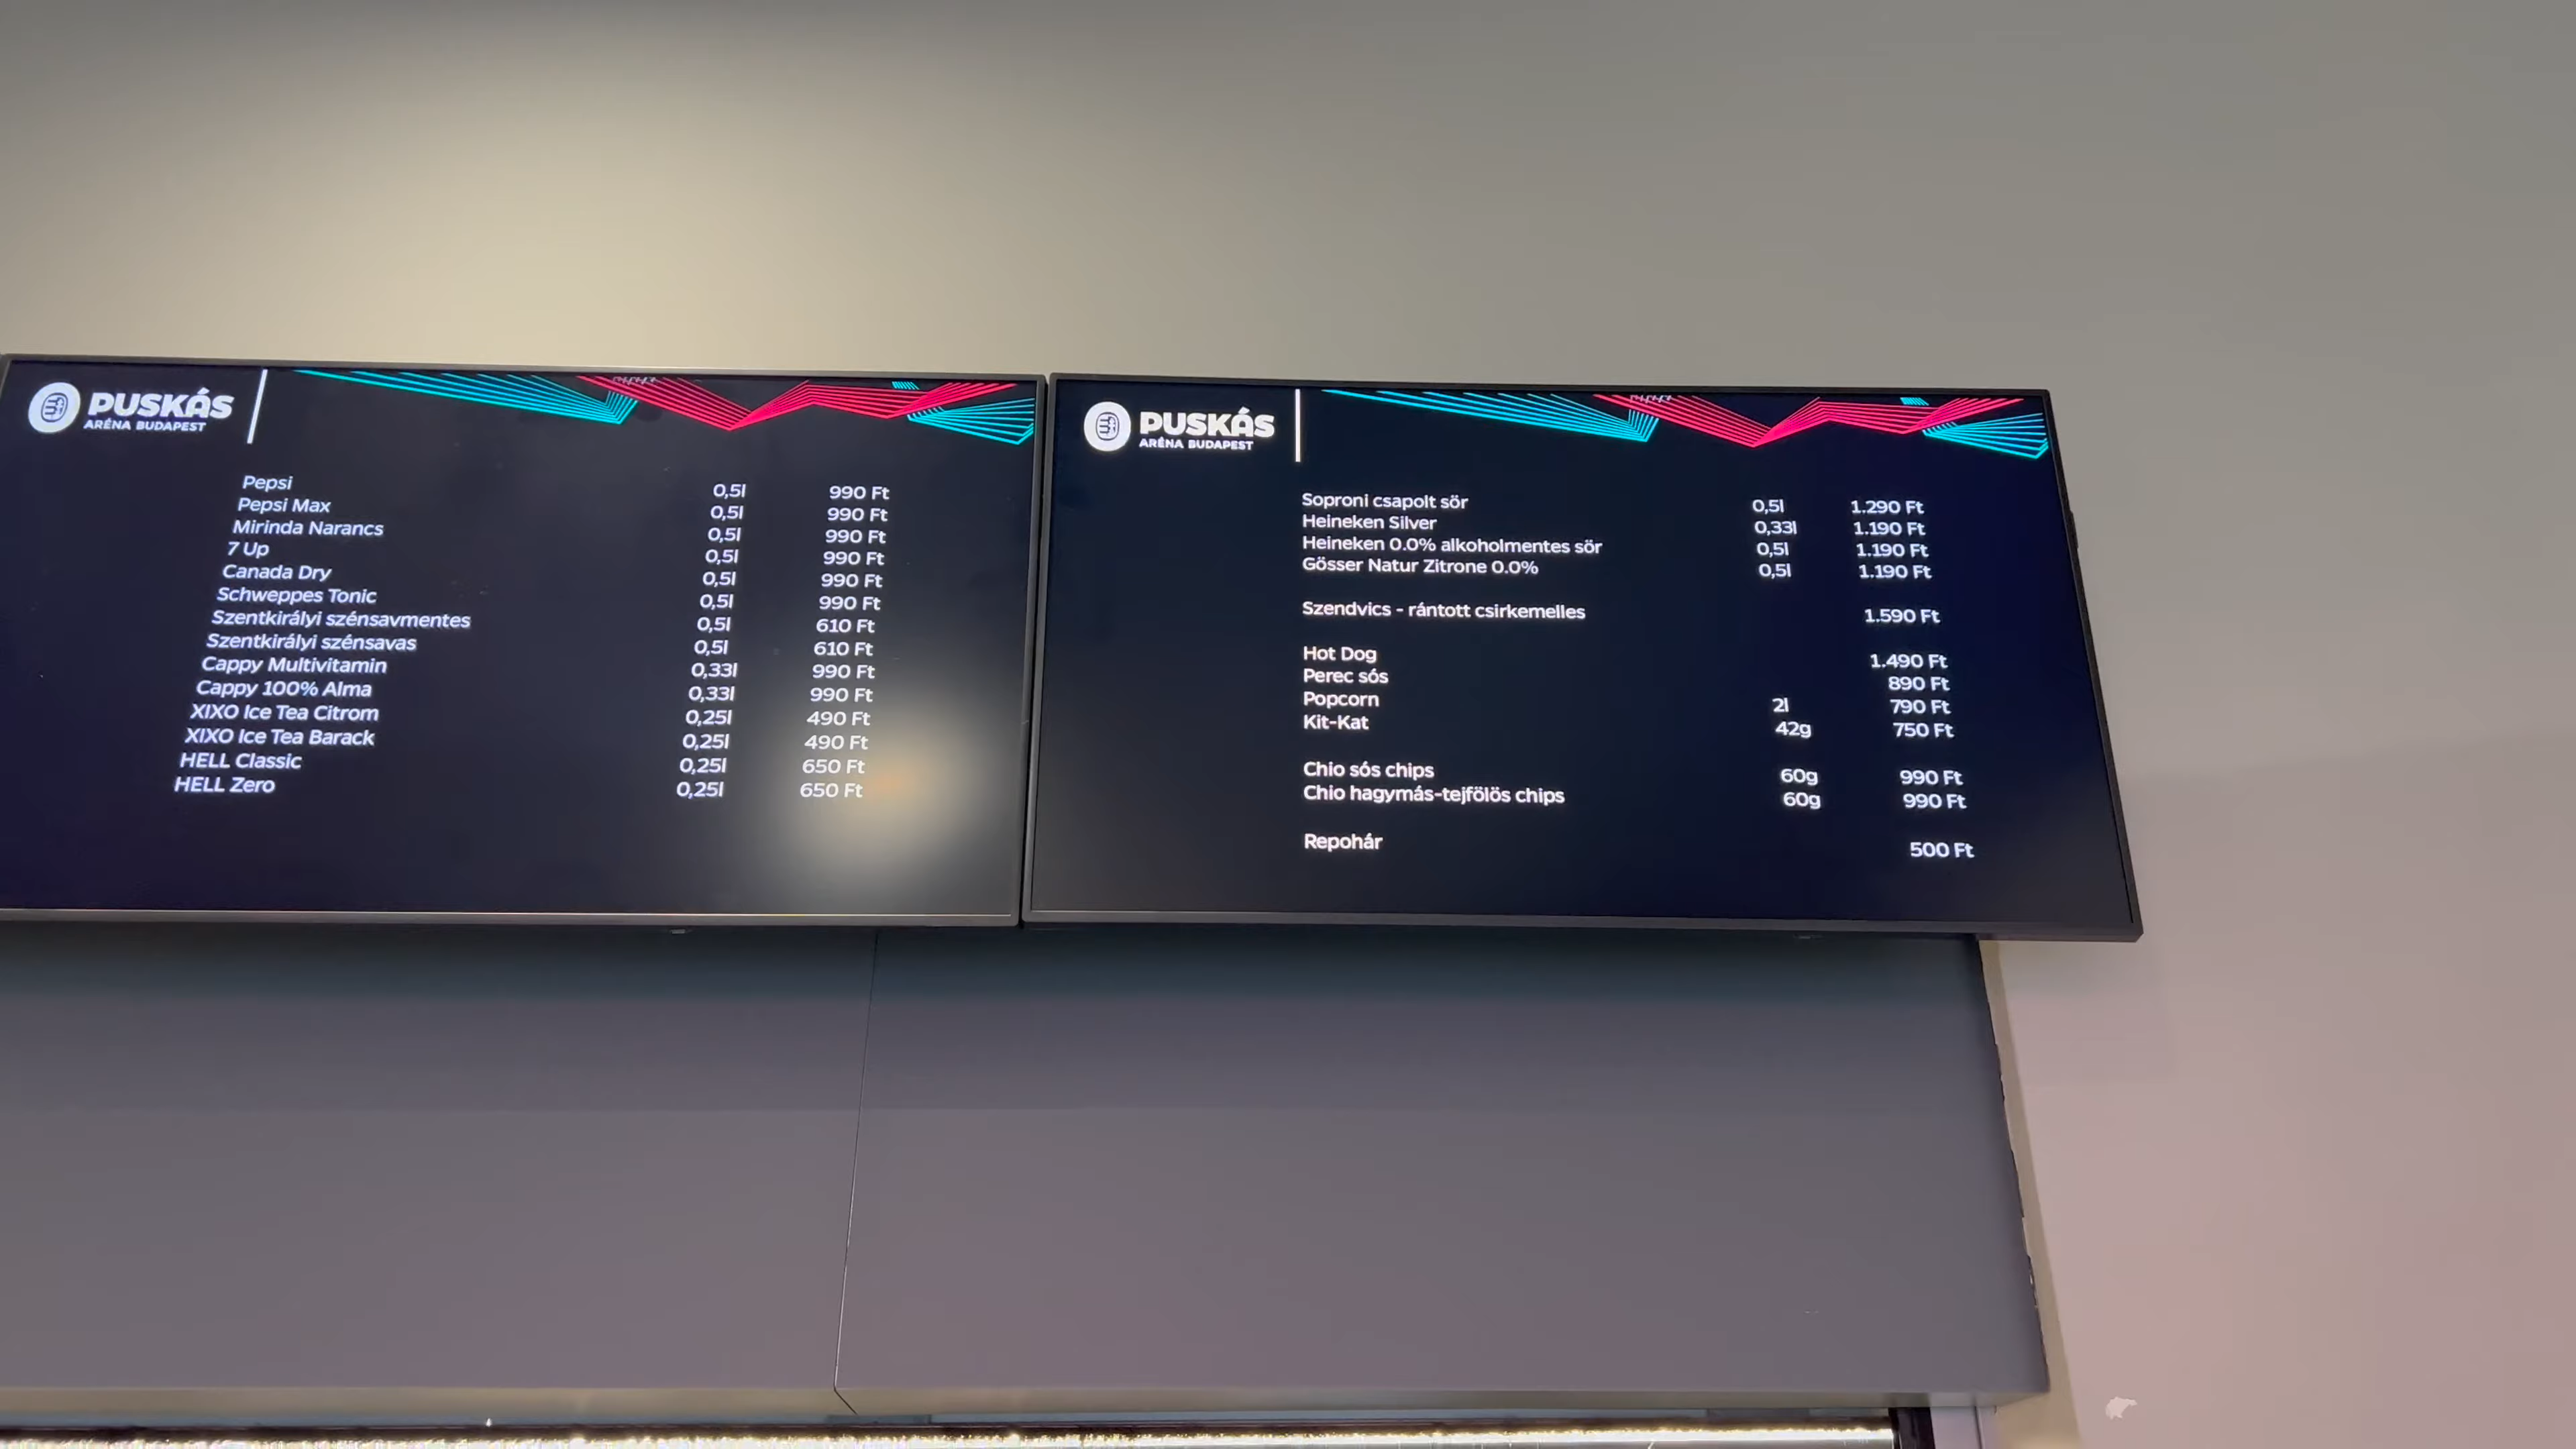 PUSKÁS
ARÉNA BUDAPEST
Pepsi 0,5l 990 Ft
Pepsi Max 0,5l 990 Ft
Mirinda Narancs 0,5l 990 Ft
7 Up 0,5l 990 Ft
Canada Dry 0,5l 990 Ft
Schweppes Tonic 0,5l 990 Ft
Szentkirályi szénsavmentes 0,5l 610 Ft
Szentkirályi szénsavas 0,5l 610 Ft
Cappy Multivitamin 0,33l 990 Ft
Cappy 100% Alma 0,33l 990 Ft
XIXO Ice Tea Citrom 0,25l 490 Ft
XIXO Ice Tea Barack 0,25l 490 Ft
HELL Classic 0,25l 650 Ft
HELL Zero 0,25l 650 Ft
PUSKÁS
ARÉNA BUDAPEST
Soproni csapolt sör 0,5l 1.290 Ft
Heineken Silver 0,33l 1.190 Ft
Heineken 0.0% alkoholmentes sör 0,5l 1.190 Ft
Gösser Natur Zitrone 0.0% 0,5l 1.190 Ft
Szendvics - rántott csirkemelles 1.590 Ft
Hot Dog 1.490 Ft
Perec sós 890 Ft
Popcorn 2l 790 Ft
Kit-Kat 42g 750 Ft
Chio sós chips 60g 990 Ft
Chio hagymás-tejfölös chips 60g 990 Ft
Repohár 500 Ft